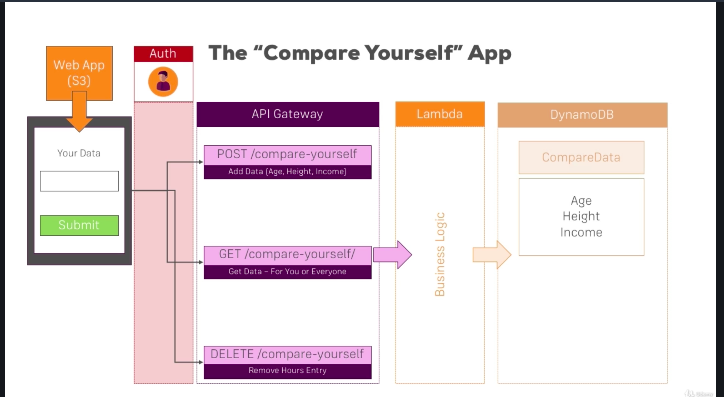 The “Compare Yourself” App
Web App
(S3)
Auth
Your Data
Submit
API Gateway
POST /compare-yourself
Add Data (Age, Height, Income)
GET /compare-yourself/
Get Data – For You or Everyone
DELETE /compare-yourself
Remove Hours Entry
Lambda
Business Logic
DynamoDB
CompareData
Age
Height
Income